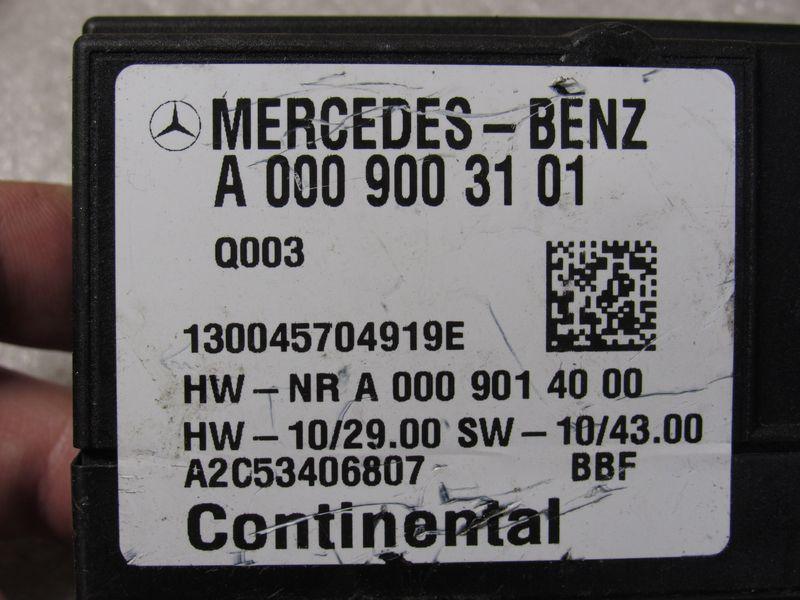 MERCEDES-BENZ
A 000 900 31 01
Q003
130045704919E
HW-NR A 000 901 40 00
HW-10/29.00 SW-10/43.00
A2C53406807 BBF
Continental